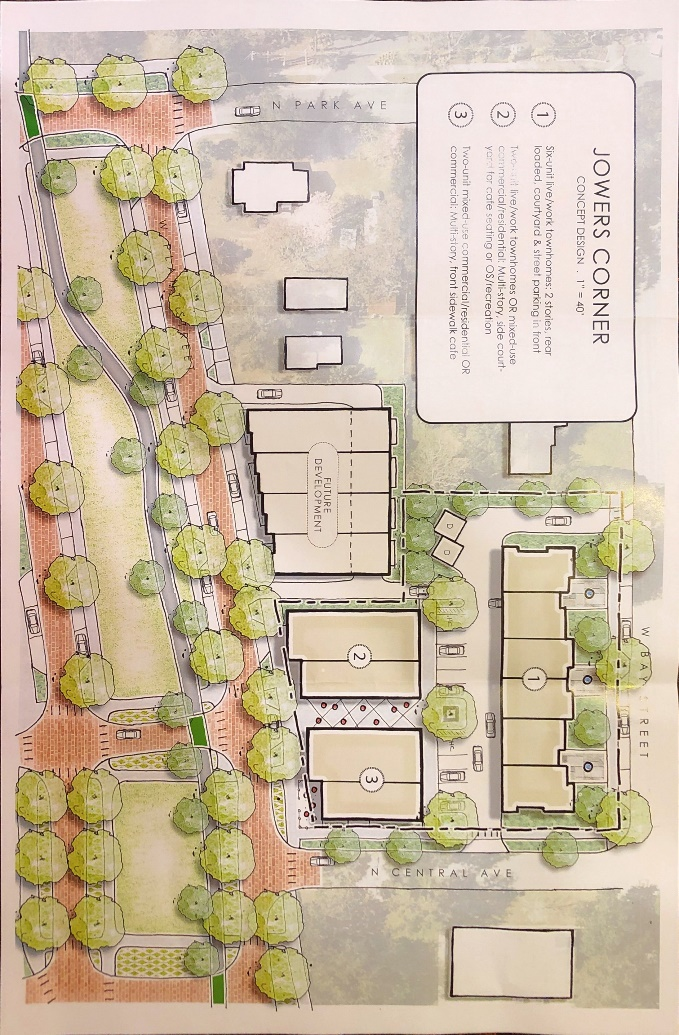 JOWERS CORNER
CONCEPT DESIGN . 1" = 40'
1
Six-unit live/work townhomes; 2 stories, rear
loaded, courtyard & street parking in front
2
Two-unit live/work townhomes OR mixed-use
commercial/residential; Multi-story, side court-
yard for cafe seating or OS/recreation
3
Two-unit mixed-use commercial/residential OR
commercial; Multi-story, front sidewalk cafe
N PARK AVE
W BAY STREET
FUTURE
DEVELOPMENT
D
D
1
2
3
HC
N CENTRAL AVE